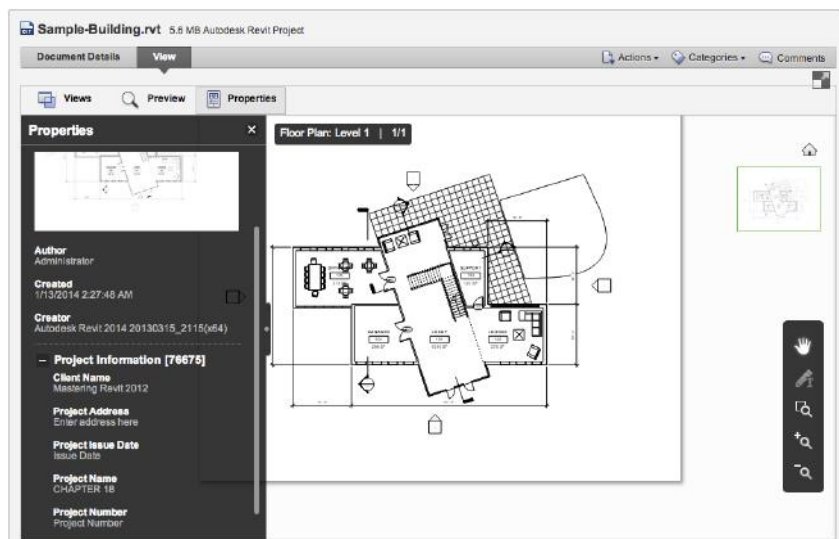 Sample-Building.rvt 5.6 MB Autodesk Revit Project
Document Details View Actions Categories Comments
Views Preview Properties
Properties
Floor Plan: Level 1 | 1/1
Author
Administrator
Created
1/13/2014 2:27:48 AM
Creator
Autodesk Revit 2014 20130315_2115(x64)
Project Information [76675]
Client Name
Mastering Revit 2012
Project Address
Enter address here
Project Issue Date
Issue Date
Project Name
CHAPTER 18
Project Number
Project Number
SUPPORT